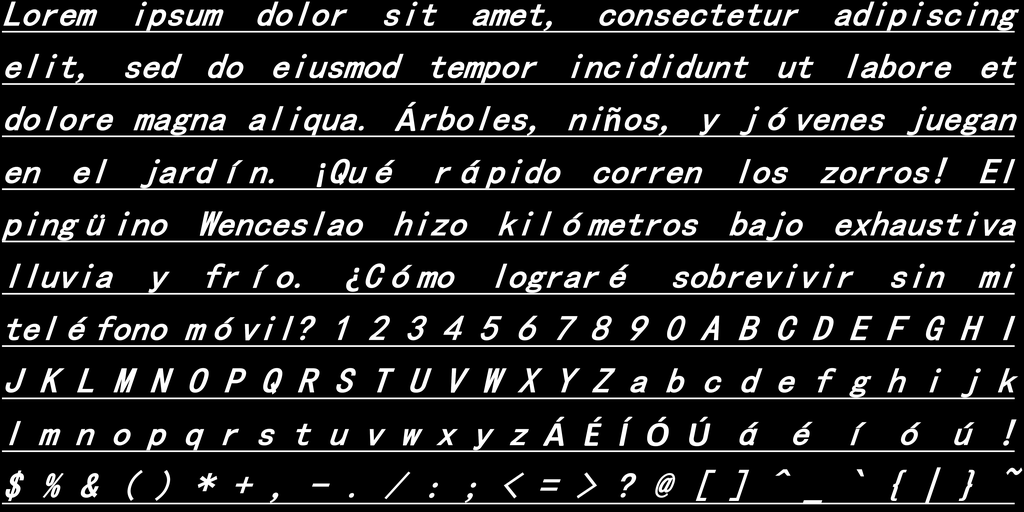 Lorem ipsum dolor sit amet, consectetur adipiscing
elit, sed do eiusmod tempor incididunt ut labore et
dolore magna aliqua. Árboles, niños, y jóvenes juegan
en el jardín. ¡Qué rápido corren los zorros! El
pingüino Wenceslao hizo kilómetros bajo exhaustiva
lluvia y frío. ¿Cómo lograré sobrevivir sin mi
teléfono móvil? 1 2 3 4 5 6 7 8 9 0 A B C D E F G H I
J K L M N O P Q R S T U V W X Y Z a b c d e f g h i j k
l m n o p q r s t u v w x y z Á É Í Ó Ú á é í ó ú !
$ % & ( ) * + , - . / : ; < = > ? @ [ ] ^ _ ` { | } ~